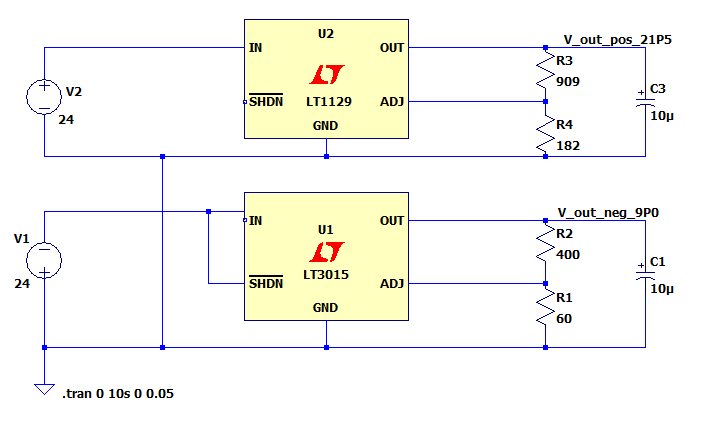 U2
V_out_pos_21P5
IN
OUT
R3
V2
SHDN
LT1129
ADJ
909
C3
24
GND
R4
10µ
182
V_out_neg_9P0
IN
U1
OUT
R2
V1
400
C1
24
SHDN
LT3015
ADJ
10µ
R1
GND
60
.tran 0 10s 0 0.05